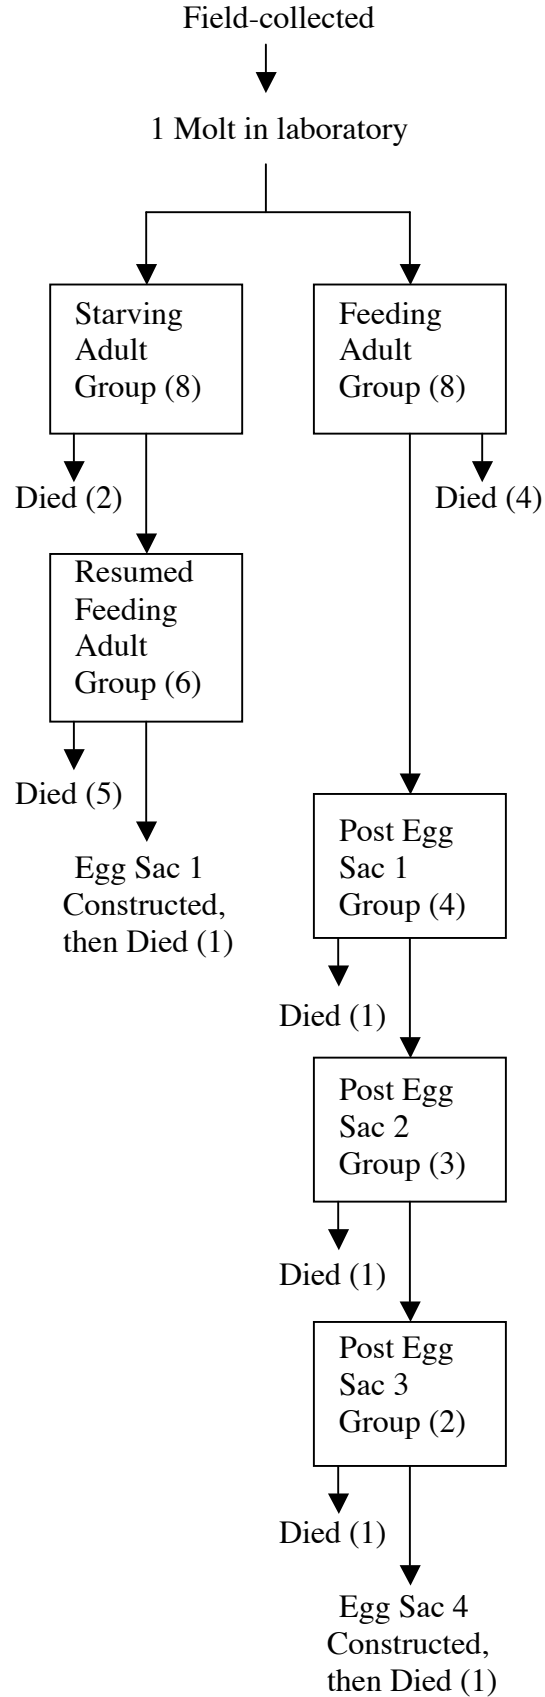 Field-collected
1 Molt in laboratory
Starving
Adult
Group (8)
Feeding
Adult
Group (8)
Died (2)
Died (4)
Resumed
Feeding
Adult
Group (6)
Died (5)
Egg Sac 1
Constructed,
then Died (1)
Post Egg
Sac 1
Group (4)
Died (1)
Post Egg
Sac 2
Group (3)
Died (1)
Post Egg
Sac 3
Group (2)
Died (1)
Egg Sac 4
Constructed,
then Died (1)